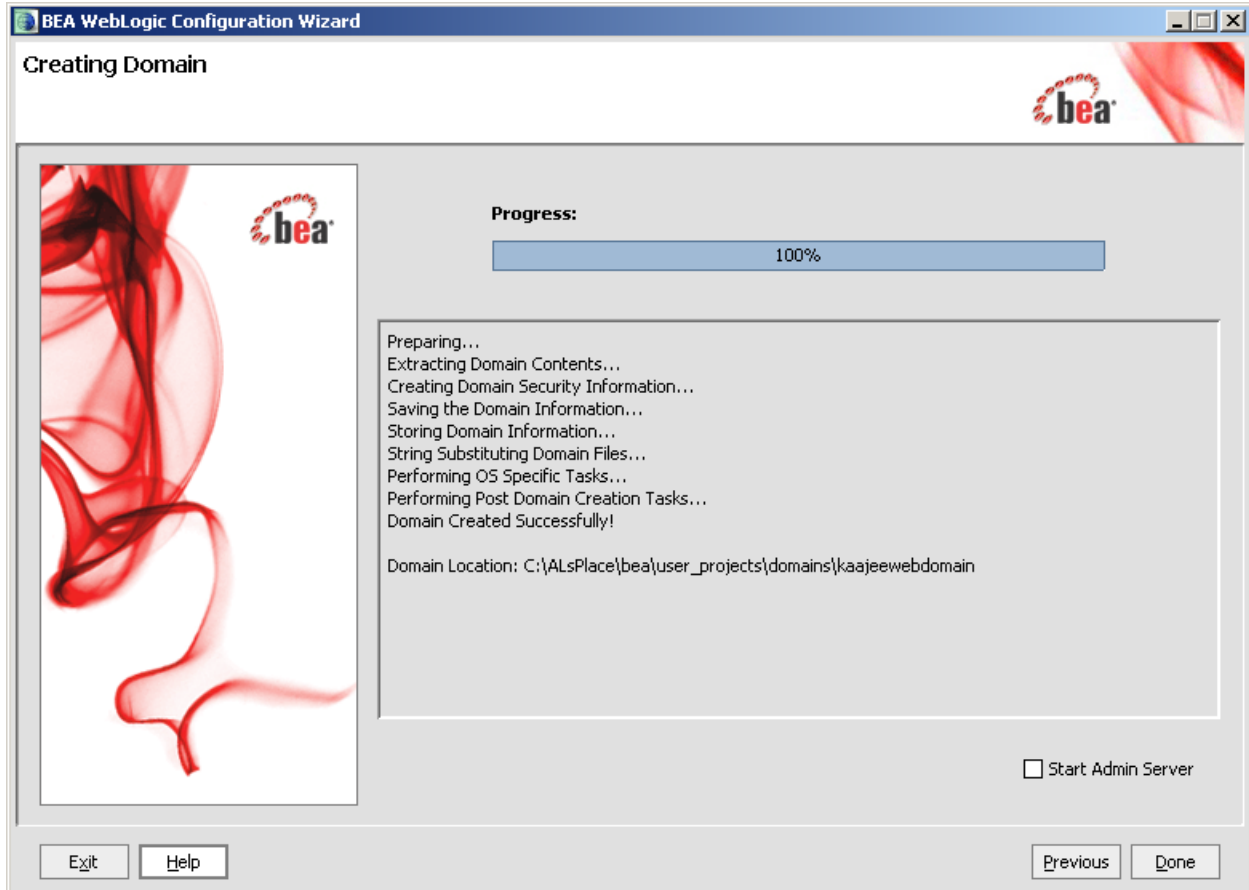 BEA WebLogic Configuration Wizard
Creating Domain
bea
bea
Progress:
100%
Preparing...
Extracting Domain Contents...
Creating Domain Security Information...
Saving the Domain Information...
Storing Domain Information...
String Substituting Domain Files...
Performing OS Specific Tasks...
Performing Post Domain Creation Tasks...
Domain Created Successfully!
Domain Location: C:\ALsPlace\bea\user_projects\domains\kaajeewebdomain
Start Admin Server
Exit
Help
Previous
Done